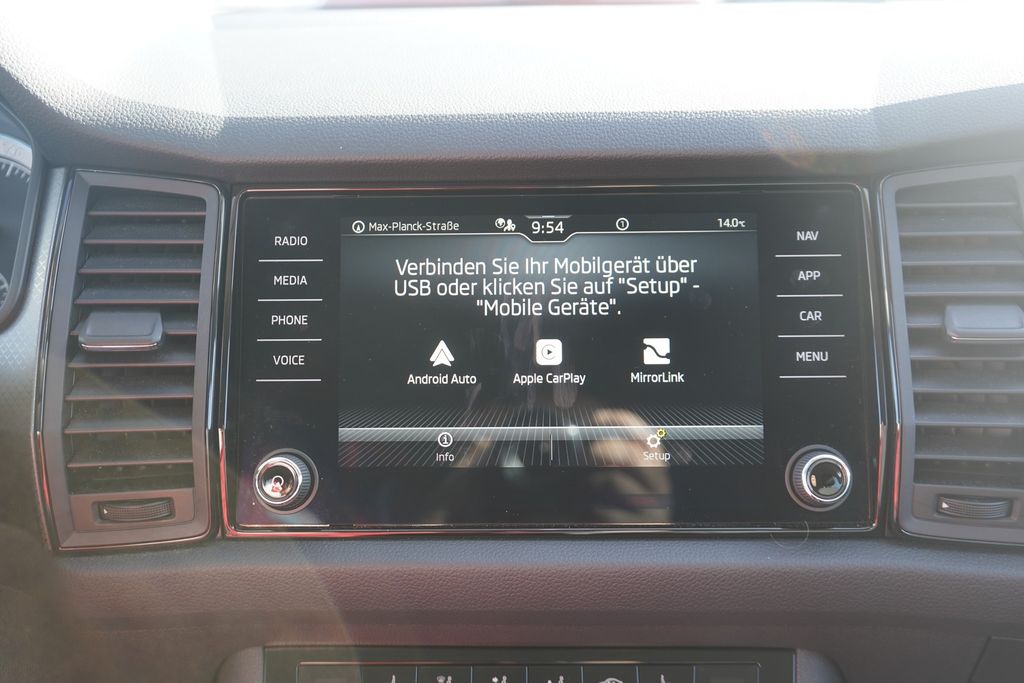 Max-Planck-Straße 9:54 1 14.0°C
RADIO
MEDIA
PHONE
VOICE
Verbinden Sie Ihr Mobilgerät über
USB oder klicken Sie auf "Setup" -
"Mobile Geräte".
Android Auto Apple CarPlay MirrorLink
Info Setup
NAV
APP
CAR
MENU